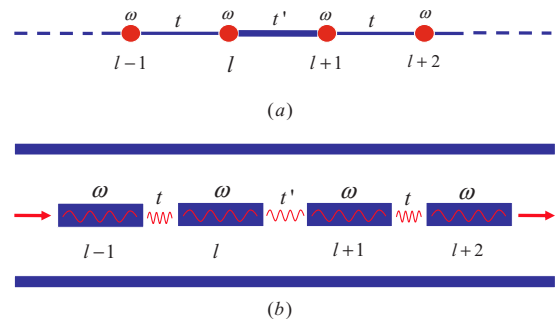 ω ω ω ω
t t' t
l−1 l l+1 l+2
(a)
ω t ω t' ω t ω
l−1 l l+1 l+2
(b)